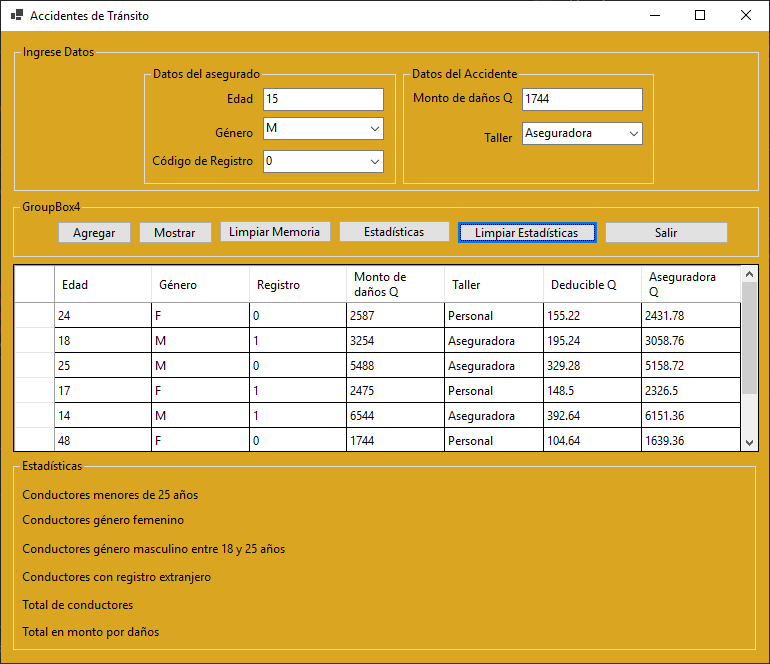 Accidentes de Tránsito
Ingrese Datos
Datos del asegurado
Edad 15
Género M
Código de Registro 0
Datos del Accidente
Monto de daños Q 1744
Taller Aseguradora
GroupBox4
Agregar Mostrar Limpiar Memoria Estadísticas Limpiar Estadísticas Salir
Edad Género Registro Monto de daños Q Taller Deducible Q Aseguradora Q
24 F 0 2587 Personal 155.22 2431.78
18 M 1 3254 Aseguradora 195.24 3058.76
25 M 0 5488 Aseguradora 329.28 5158.72
17 F 1 2475 Personal 148.5 2326.5
14 M 1 6544 Aseguradora 392.64 6151.36
48 F 0 1744 Personal 104.64 1639.36
Estadísticas
Conductores menores de 25 años
Conductores género femenino
Conductores género masculino entre 18 y 25 años
Conductores con registro extranjero
Total de conductores
Total en monto por daños